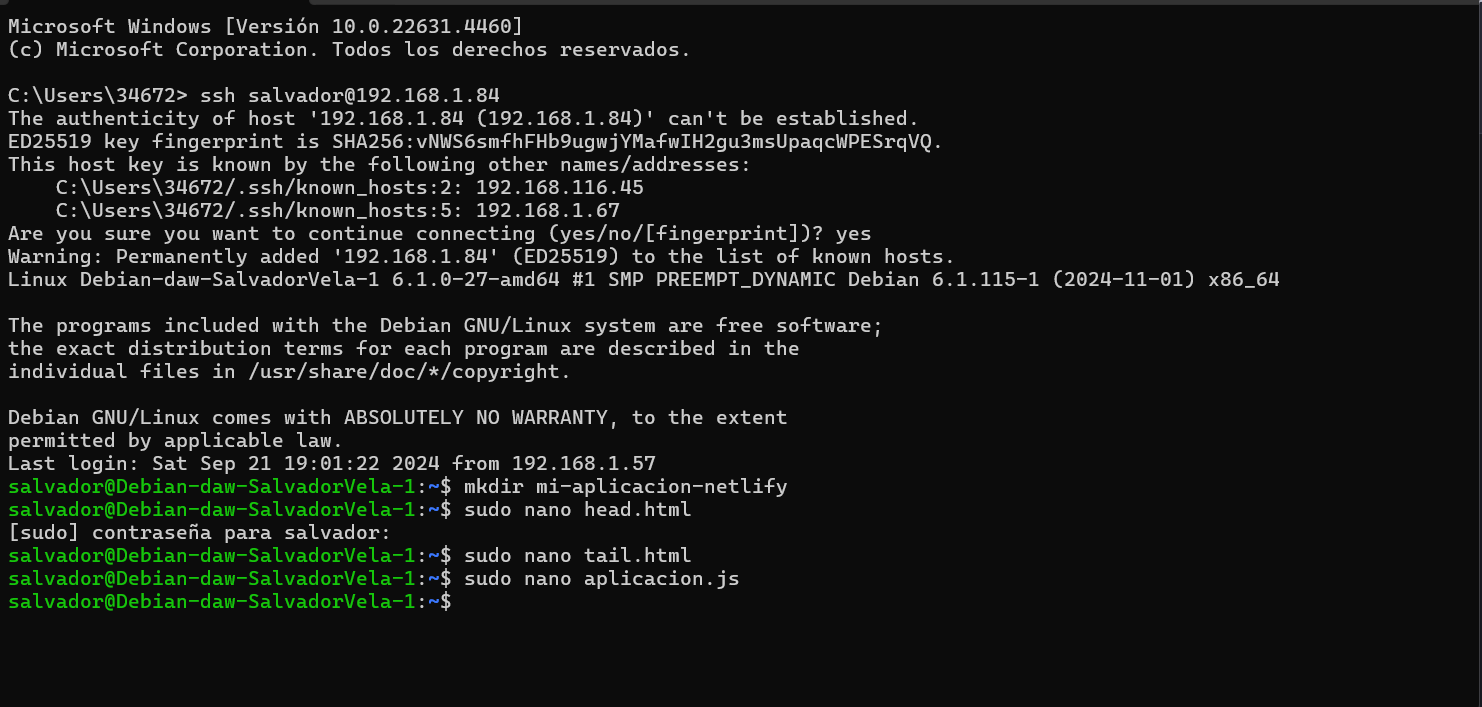 Microsoft Windows [Versión 10.0.22631.4460]
(c) Microsoft Corporation. Todos los derechos reservados.
C:\Users\34672> ssh salvador@192.168.1.84
The authenticity of host '192.168.1.84 (192.168.1.84)' can't be established.
ED25519 key fingerprint is SHA256:vNWS6smfhFHb9ugwjYMafwIH2gu3msUpaqcWPESrqVQ.
This host key is known by the following other names/addresses:
    C:\Users\34672/.ssh/known_hosts:2: 192.168.116.45
    C:\Users\34672/.ssh/known_hosts:5: 192.168.1.67
Are you sure you want to continue connecting (yes/no/[fingerprint])? yes
Warning: Permanently added '192.168.1.84' (ED25519) to the list of known hosts.
Linux Debian-daw-SalvadorVela-1 6.1.0-27-amd64 #1 SMP PREEMPT_DYNAMIC Debian 6.1.115-1 (2024-11-01) x86_64
The programs included with the Debian GNU/Linux system are free software;
the exact distribution terms for each program are described in the
individual files in /usr/share/doc/*/copyright.
Debian GNU/Linux comes with ABSOLUTELY NO WARRANTY, to the extent
permitted by applicable law.
Last login: Sat Sep 21 19:01:22 2024 from 192.168.1.57
salvador@Debian-daw-SalvadorVela-1:~$ mkdir mi-aplicacion-netlify
salvador@Debian-daw-SalvadorVela-1:~$ sudo nano head.html
[sudo] contraseña para salvador:
salvador@Debian-daw-SalvadorVela-1:~$ sudo nano tail.html
salvador@Debian-daw-SalvadorVela-1:~$ sudo nano aplicacion.js
salvador@Debian-daw-SalvadorVela-1:~$